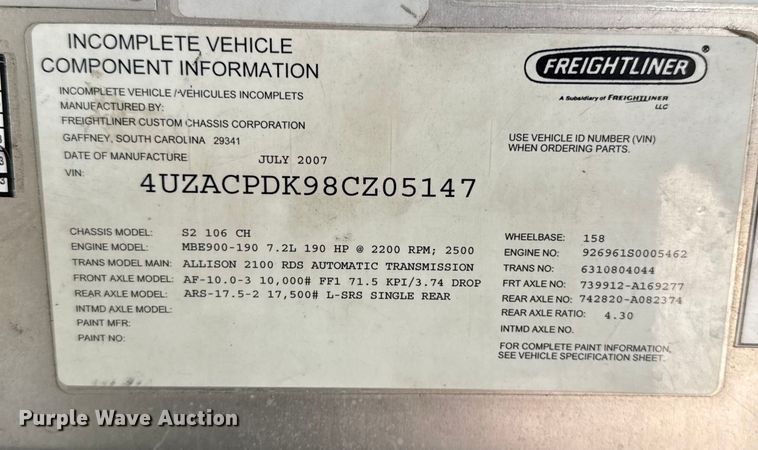 INCOMPLETE VEHICLE
COMPONENT INFORMATION
INCOMPLETE VEHICLE /VEHICULES INCOMPLETS
MANUFACTURED BY:
FREIGHTLINER CUSTOM CHASSIS CORPORATION
GAFFNEY, SOUTH CAROLINA 29341
DATE OF MANUFACTURE JULY 2007
VIN: 4UZACPDK98CZ05147
FREIGHTLINER ®
A Subsidiary of FREIGHTLINER
LLC
USE VEHICLE ID NUMBER (VIN)
WHEN ORDERING PARTS.
CHASSIS MODEL: S2 106 CH
ENGINE MODEL: MBE900-190 7.2L 190 HP @ 2200 RPM; 2500
TRANS MODEL MAIN: ALLISON 2100 RDS AUTOMATIC TRANSMISSION
FRONT AXLE MODEL: AF-10.0-3 10,000# FF1 71.5 KPI/3.74 DROP
REAR AXLE MODEL: ARS-17.5-2 17,500# L-SRS SINGLE REAR
INTMD AXLE MODEL:
PAINT MFR:
PAINT NO:
WHEELBASE: 158
ENGINE NO: 926961S0005462
TRANS NO: 6310804044
FRT AXLE NO: 739912-A169277
REAR AXLE NO: 742820-A082374
REAR AXLE RATIO: 4.30
INTMD AXLE NO.
FOR COMPLETE PAINT INFORMATION,
SEE VEHICLE SPECIFICATION SHEET.
Purple Wave Auction